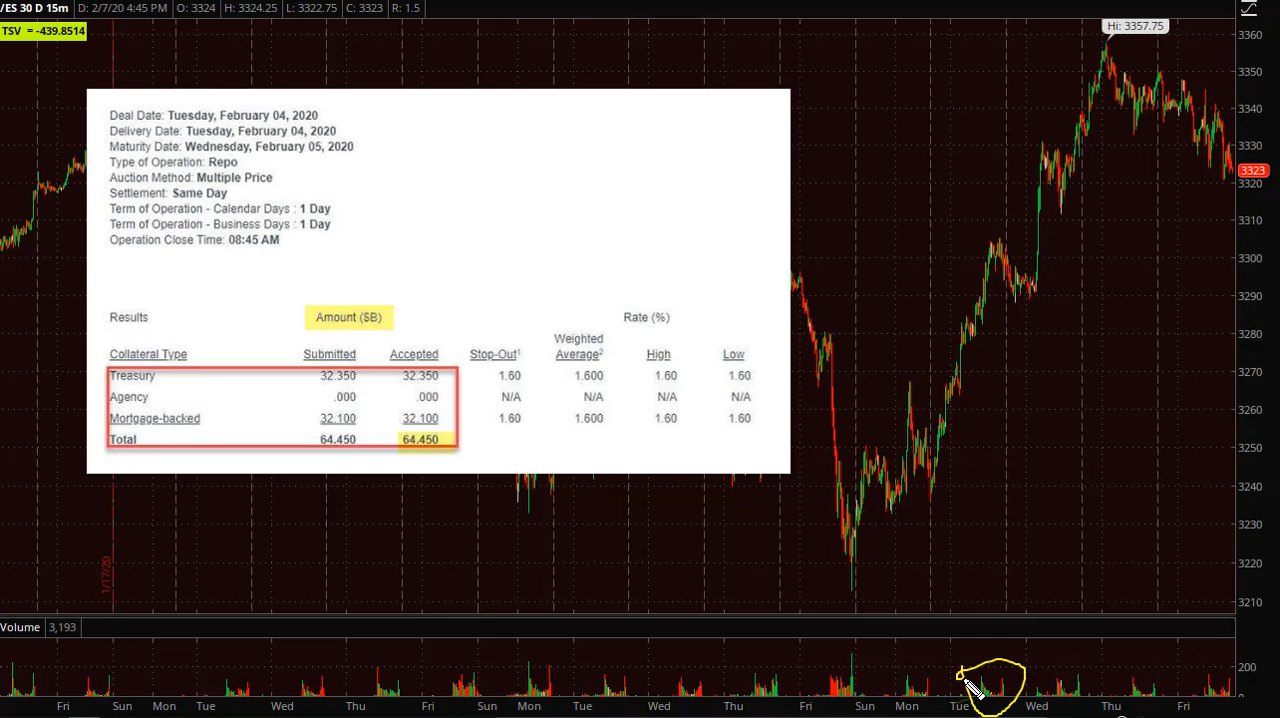 /ES 30 D 15m D: 2/7/20 4:45 PM O: 3324 H: 3324.25 L: 3322.75 C: 3323 R: 1.5
TSV = -439.8514
Hi: 3357.75
Deal Date: Tuesday, February 04, 2020
Delivery Date: Tuesday, February 04, 2020
Maturity Date: Wednesday, February 05, 2020
Type of Operation: Repo
Auction Method: Multiple Price
Settlement: Same Day
Term of Operation - Calendar Days : 1 Day
Term of Operation - Business Days : 1 Day
Operation Close Time: 08:45 AM
Results Amount ($B) Rate (%)
Collateral Type Submitted Accepted Stop-Out¹ Weighted Average² High Low
Treasury 32.350 32.350 1.60 1.600 1.60 1.60
Agency .000 .000 N/A N/A N/A N/A
Mortgage-backed 32.100 32.100 1.60 1.600 1.60 1.60
Total 64.450 64.450
3360
3350
3340
3330
3323
3320
3310
3300
3290
3280
3270
3260
3250
3240
3230
3220
3210
1/17/20
Volume 3,193
200
0
Fri Sun Mon Tue Wed Thu Fri Sun Mon Tue Wed Thu Fri Sun Mon Tue Wed Thu Fri